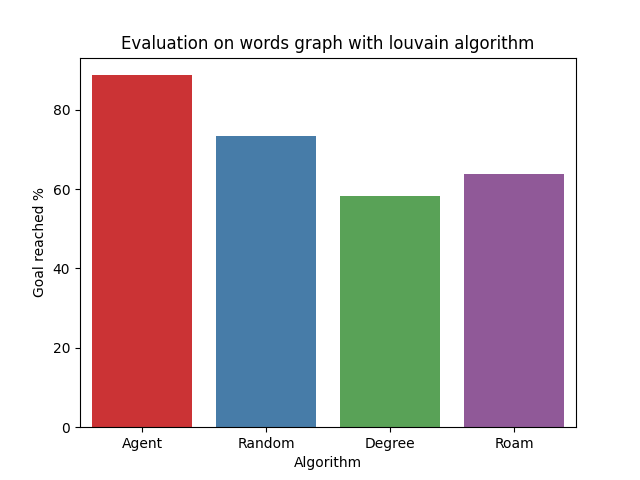 Evaluation on words graph with louvain algorithm
Goal reached %
80
60
40
20
0
Agent
Random
Degree
Roam
Algorithm